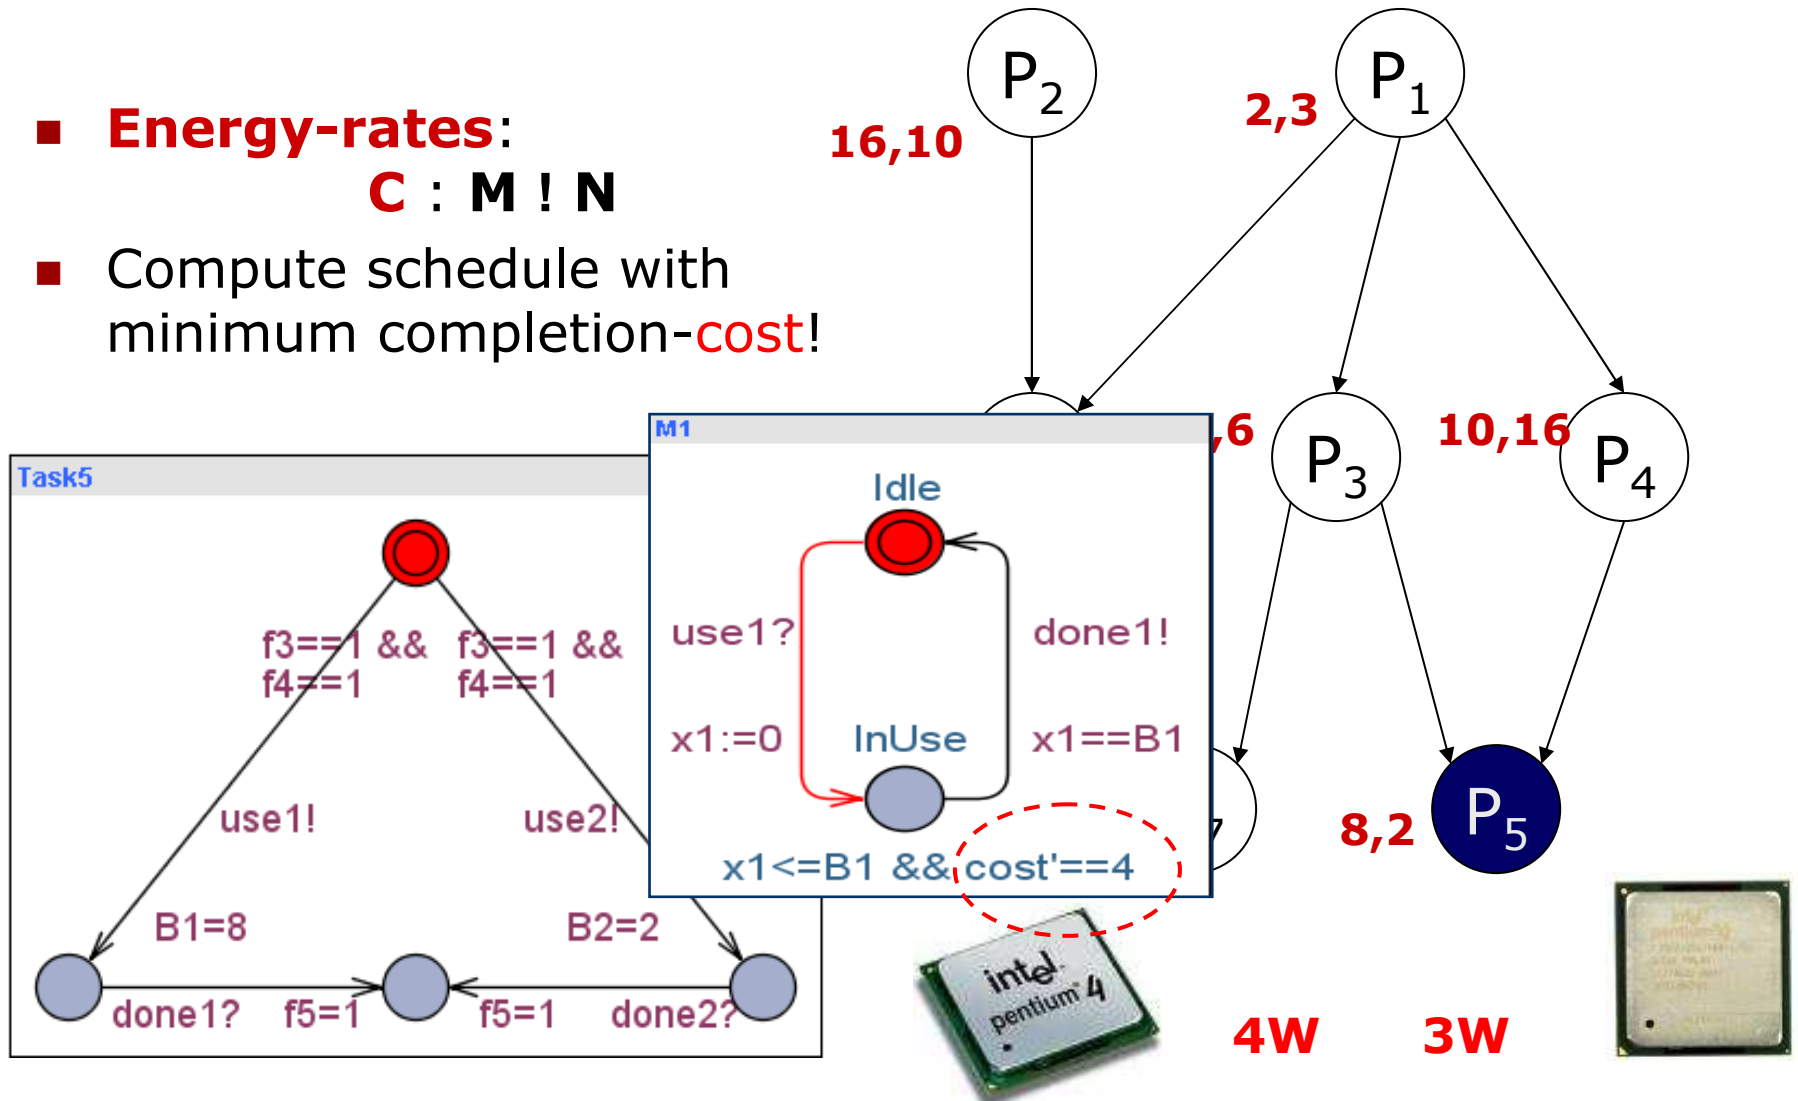 Energy-rates:
C : M ! N
Compute schedule with
minimum completion-cost!
P2
16,10
2,3
P1
,6
P3
10,16
P4
8,2
P5
Task5
f3==1 &&
f4==1
f3==1 &&
f4==1
use1!
use2!
B1=8
B2=2
done1?
f5=1
f5=1
done2?
M1
Idle
use1?
done1!
x1:=0
InUse
x1==B1
x1<=B1 && cost'==4
intel
pentium 4
4W
3W